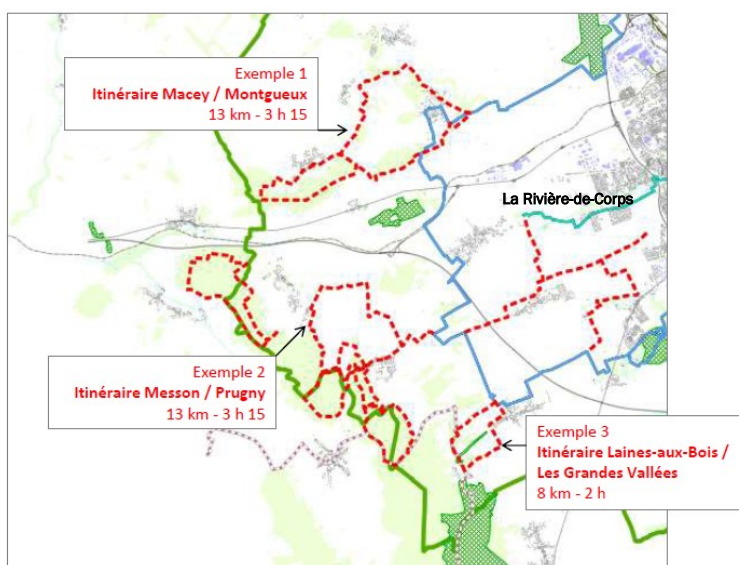 Exemple 1
Itinéraire Macey / Montgueux
13 km - 3 h 15
La Rivière-de-Corps
Exemple 2
Itinéraire Messon / Prugny
13 km - 3 h 15
Exemple 3
Itinéraire Laines-aux-Bois /
Les Grandes Vallées
8 km - 2 h